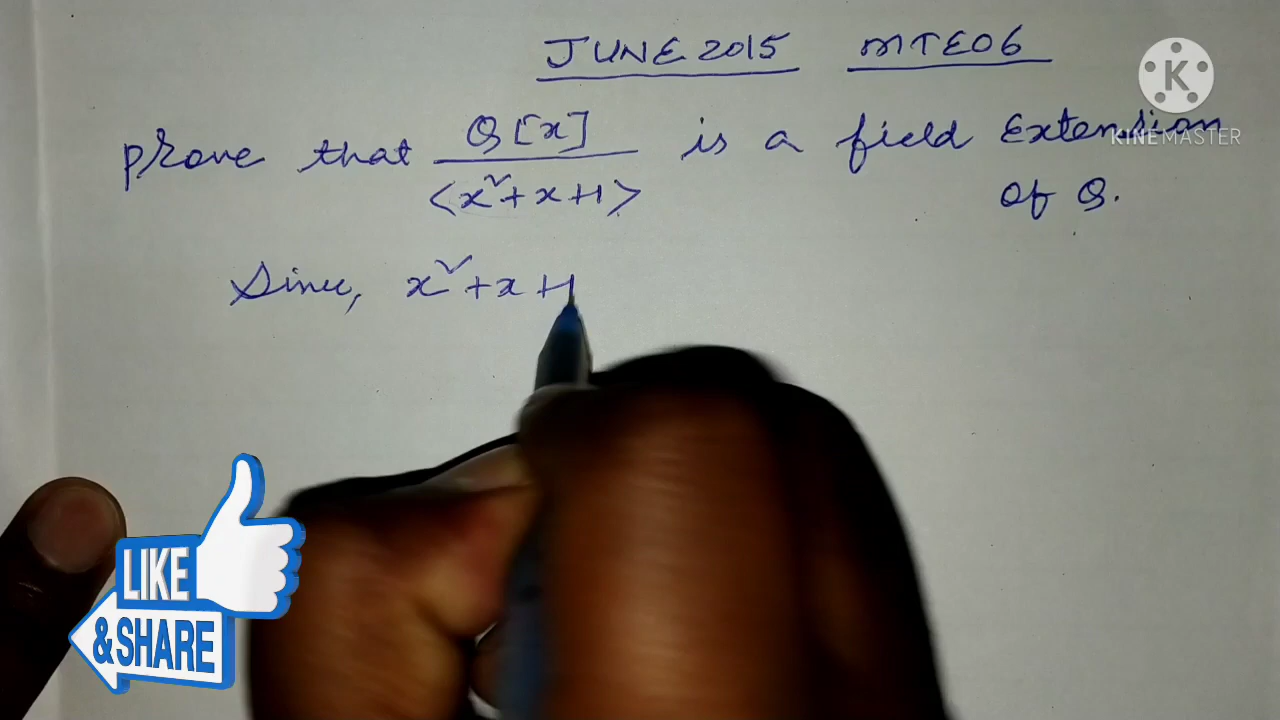 JUNE 2015 MTE06
K
KINEMASTER
prove that Q[x] / <x²+x+1> is a field Extension
of Q.
Since, x²+x+1
LIKE
& SHARE